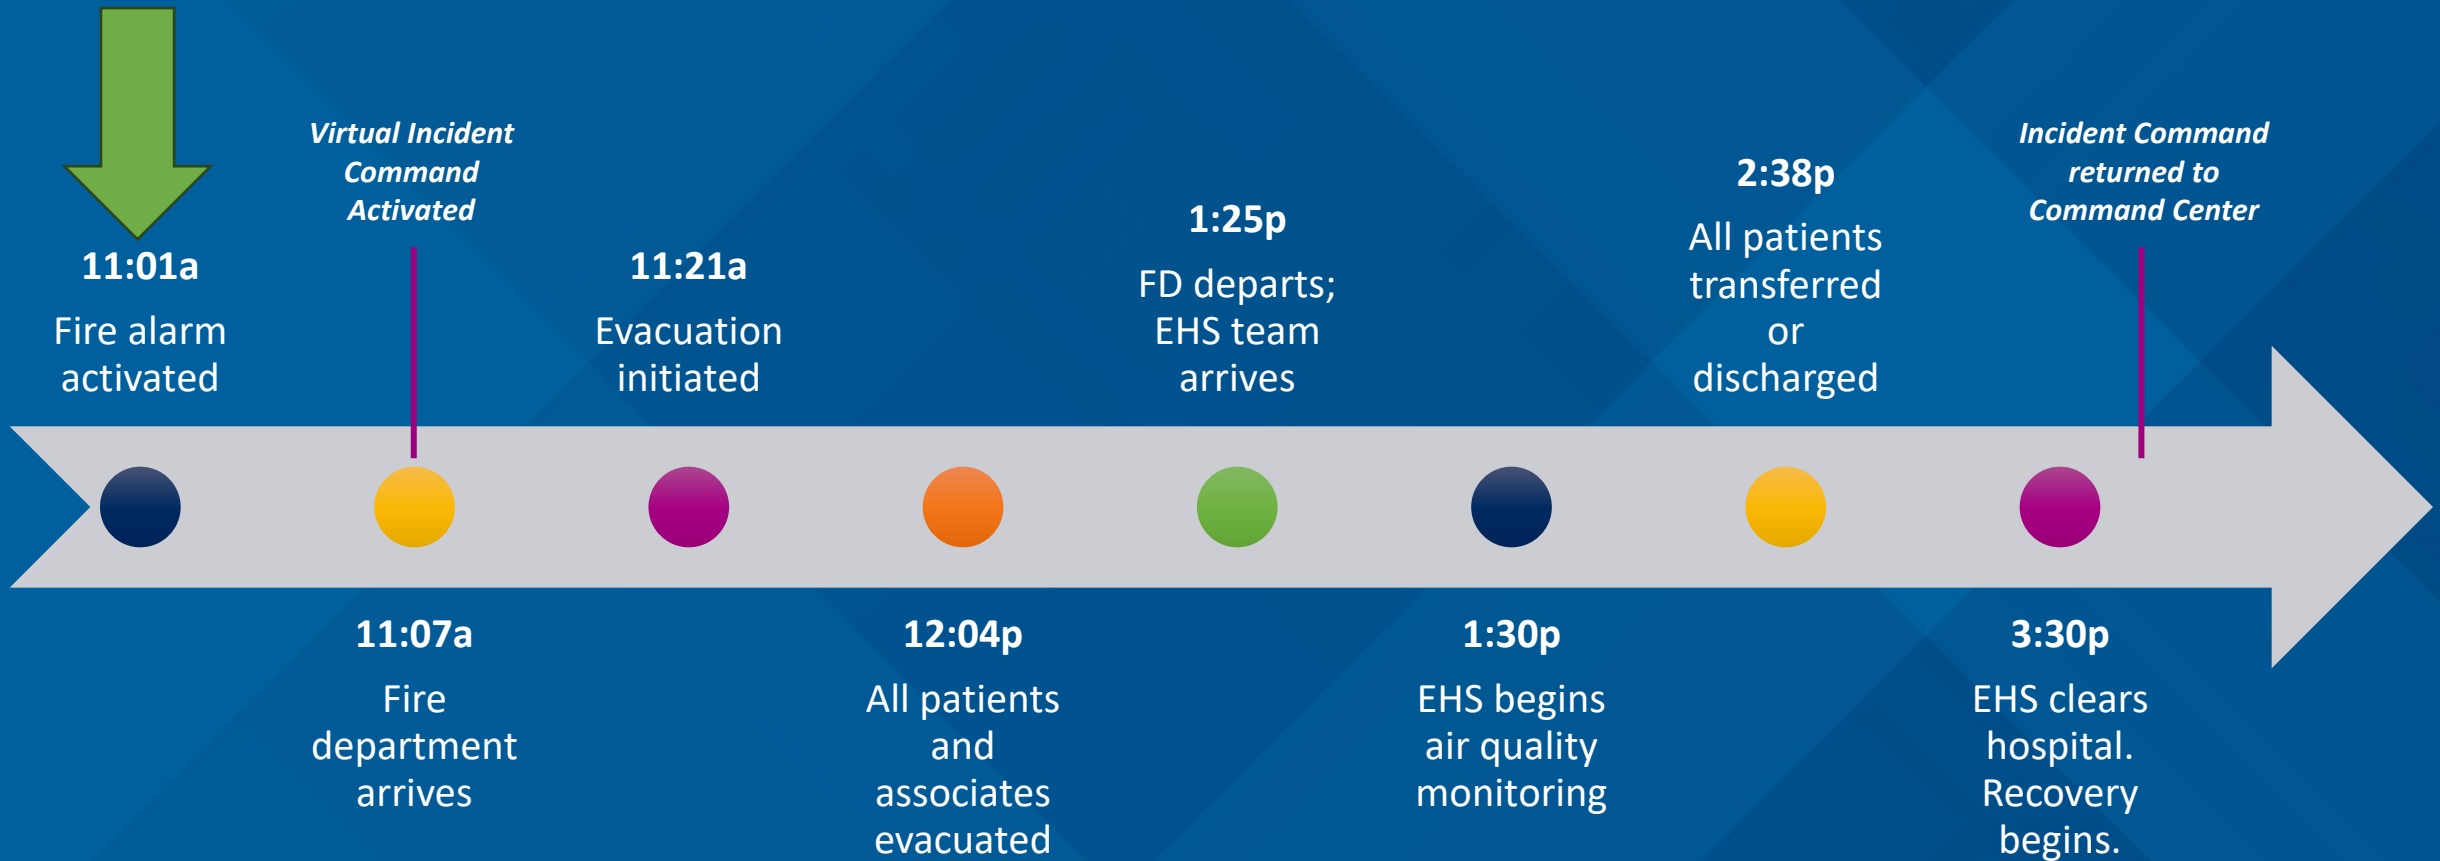 11:01a
Fire alarm
activated
Virtual Incident
Command
Activated
11:07a
Fire
department
arrives
11:21a
Evacuation
initiated
12:04p
All patients
and
associates
evacuated
1:25p
FD departs;
EHS team
arrives
1:30p
EHS begins
air quality
monitoring
2:38p
All patients
transferred
or
discharged
3:30p
EHS clears
hospital.
Recovery
begins.
Incident Command
returned to
Command Center